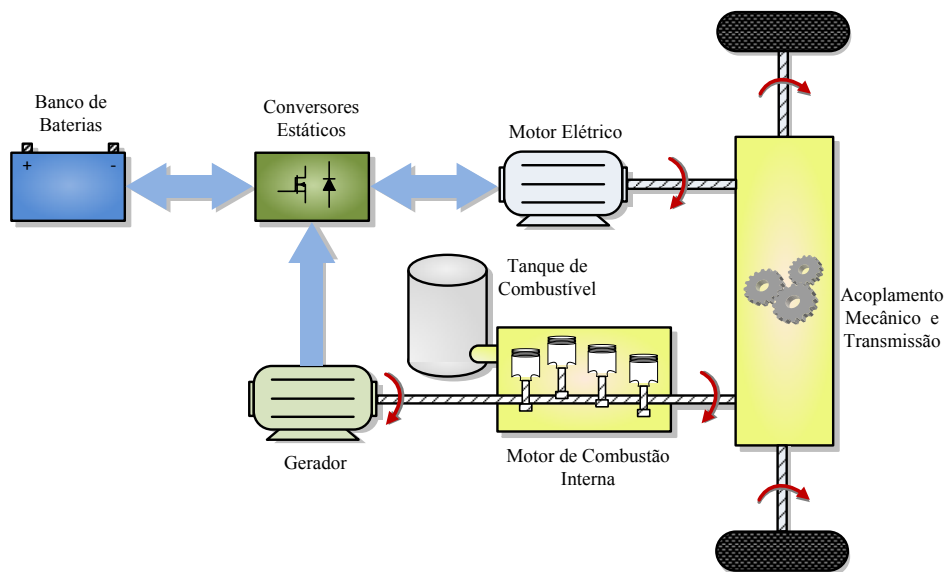 Banco de
Baterias
+ -
Conversores
Estáticos
Motor Elétrico
Tanque de
Combustível
Acoplamento
Mecânico e
Transmissão
Gerador
Motor de Combustão
Interna